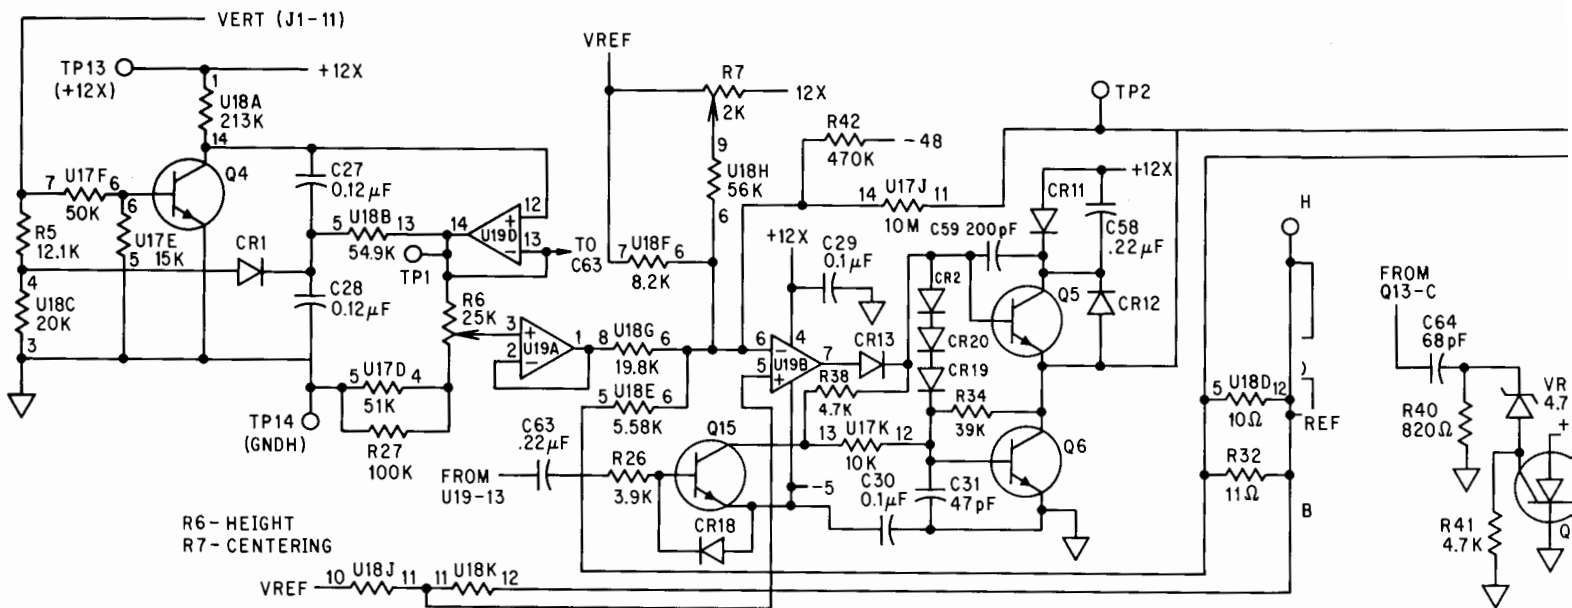 VERT (J1-11)
VREF
TP13
(+12X)
+12X
1
U18A
213K
14
R7
2K
12X
TP2
R42
470K
-48
9
U18H
56K
6
14 U17J 11
10M
+12X
CR11
C58
.22µF
C59 200pF
H
7 U17F 6
50K
Q4
C27
0.12µF
12
6
U17E
15K
5
R5
12.1K
CR1
5 U18B 13
54.9K
14
+
U19D
-
13
TO
C63
TP1
7 U18F 6
8.2K
+12X
C29
0.1µF
CR2
Q5
CR12
FROM
Q13-C
4
U18C
20K
3
C28
0.12µF
R6
25K
3
+
U19A
1
2
-
8 U18G 6
19.8K
6
-
4
U19B
7
5
+
CR13
CR20
CR19
C64
68pF
5 U17D 4
51K
TP14
(GNDH)
R27
100K
5 U18E 6
5.58K
R38
4.7K
R34
39K
5 U18D 12
10Ω
)
REF
R40
820Ω
VR
4.7
+
C63
.22µF
Q15
13 U17K 12
10K
Q6
R32
11Ω
FROM
U19-13
R26
3.9K
-5
C30
0.1µF
C31
47pF
B
R41
4.7K
Q
CR18
R6-HEIGHT
R7-CENTERING
VREF
10 U18J 11
11 U18K 12